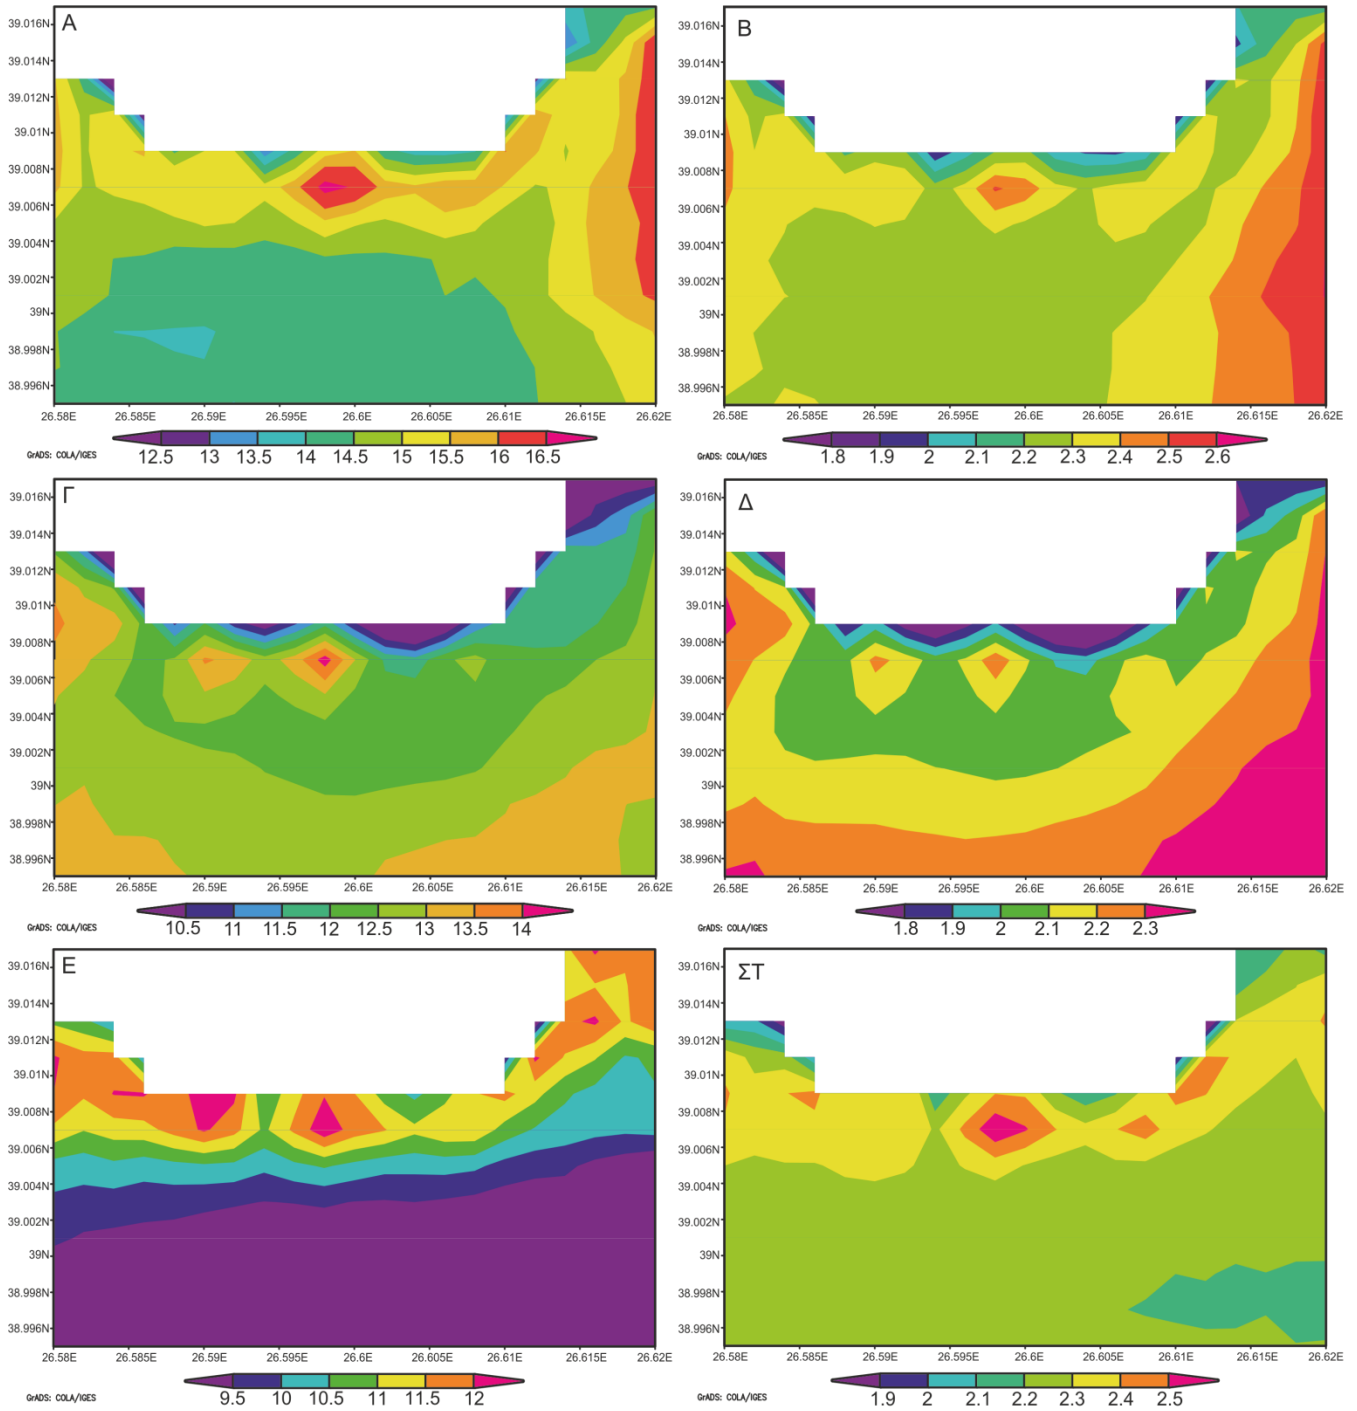 A
39.016N
39.014N
39.012N
39.01N
39.008N
39.006N
39.004N
39.002N
39N
38.998N
38.996N
26.58E 26.585E 26.59E 26.595E 26.6E 26.605E 26.61E 26.615E 26.62E
GrADS: COLA/IGES
12.5 13 13.5 14 14.5 15 15.5 16 16.5
B
39.016N
39.014N
39.012N
39.01N
39.008N
39.006N
39.004N
39.002N
39N
38.998N
38.996N
26.58E 26.585E 26.59E 26.595E 26.6E 26.605E 26.61E 26.615E 26.62E
GrADS: COLA/IGES
1.8 1.9 2 2.1 2.2 2.3 2.4 2.5 2.6
Γ
39.016N
39.014N
39.012N
39.01N
39.008N
39.006N
39.004N
39.002N
39N
38.998N
38.996N
26.58E 26.585E 26.59E 26.595E 26.6E 26.605E 26.61E 26.615E 26.62E
GrADS: COLA/IGES
10.5 11 11.5 12 12.5 13 13.5 14
Δ
39.016N
39.014N
39.012N
39.01N
39.008N
39.006N
39.004N
39.002N
39N
38.998N
38.996N
26.58E 26.585E 26.59E 26.595E 26.6E 26.605E 26.61E 26.615E 26.62E
GrADS: COLA/IGES
1.8 1.9 2 2.1 2.2 2.3
E
39.016N
39.014N
39.012N
39.01N
39.008N
39.006N
39.004N
39.002N
39N
38.998N
38.996N
26.58E 26.585E 26.59E 26.595E 26.6E 26.605E 26.61E 26.615E 26.62E
GrADS: COLA/IGES
9.5 10 10.5 11 11.5 12
ΣΤ
39.016N
39.014N
39.012N
39.01N
39.008N
39.006N
39.004N
39.002N
39N
38.998N
38.996N
26.58E 26.585E 26.59E 26.595E 26.6E 26.605E 26.61E 26.615E 26.62E
GrADS: COLA/IGES
1.9 2 2.1 2.2 2.3 2.4 2.5